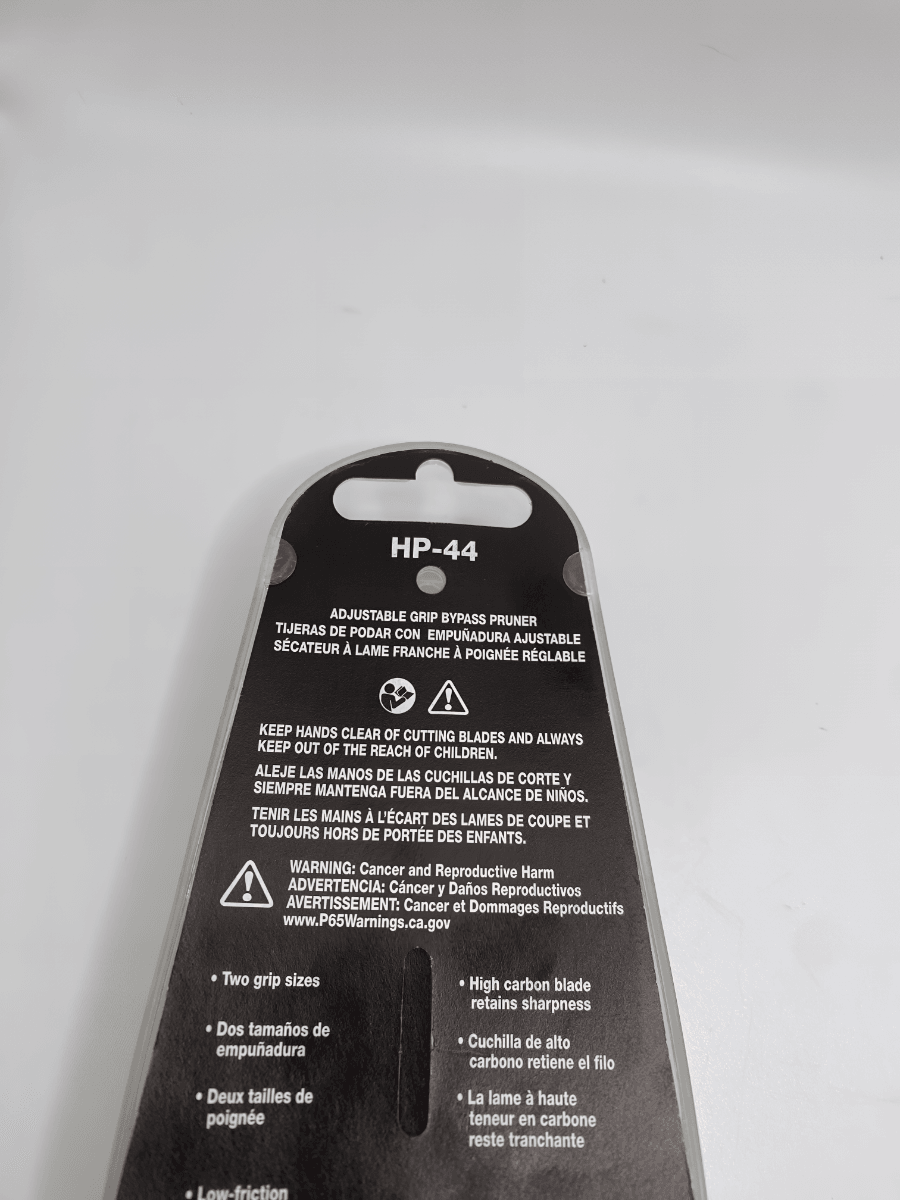 HP-44
ADJUSTABLE GRIP BYPASS PRUNER
TIJERAS DE PODAR CON EMPUÑADURA AJUSTABLE
SÉCATEUR À LAME FRANCHE À POIGNÉE RÉGLABLE
KEEP HANDS CLEAR OF CUTTING BLADES AND ALWAYS
KEEP OUT OF THE REACH OF CHILDREN.
ALEJE LAS MANOS DE LAS CUCHILLAS DE CORTE Y
SIEMPRE MANTENGA FUERA DEL ALCANCE DE NIÑOS.
TENIR LES MAINS À L'ÉCART DES LAMES DE COUPE ET
TOUJOURS HORS DE PORTÉE DES ENFANTS.
WARNING: Cancer and Reproductive Harm
ADVERTENCIA: Cáncer y Daños Reproductivos
AVERTISSEMENT: Cancer et Dommages Reproductifs
www.P65Warnings.ca.gov
• Two grip sizes
• Dos tamaños de
empuñadura
• Deux tailles de
poignée
• Low-friction
• High carbon blade
retains sharpness
• Cuchilla de alto
carbono retiene el filo
• La lame à haute
teneur en carbone
reste tranchante